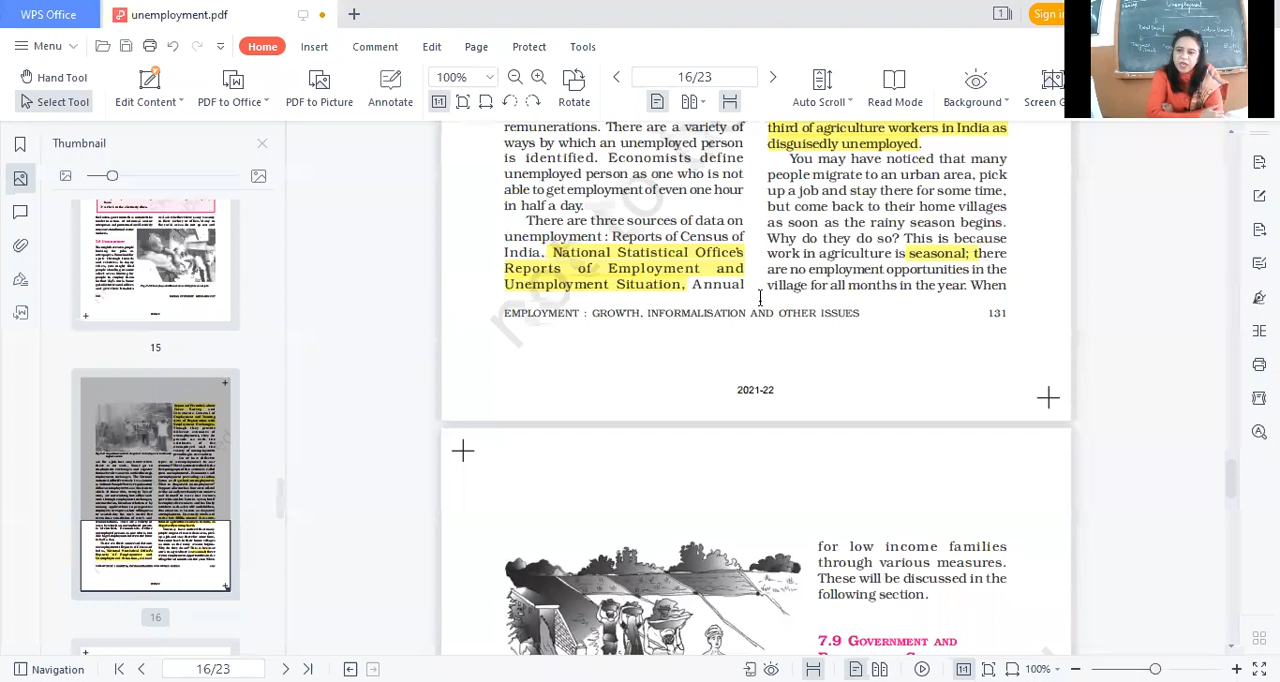 WPS Office
unemployment.pdf
Sign in
Unemployment
Menu
Home
Insert
Comment
Edit
Page
Protect
Tools
Hand Tool
Select Tool
Edit Content
PDF to Office
PDF to Picture
Annotate
100%
Rotate
16/23
Auto Scroll
Read Mode
Background
Screen G
Thumbnail
15
16
remunerations. There are a variety of
ways by which an unemployed person
is identified. Economists define
unemployed person as one who is not
able to get employment of even one hour
in half a day.
There are three sources of data on
unemployment : Reports of Census of
India, National Statistical Office's
Reports of Employment and
Unemployment Situation, Annual
third of agriculture workers in India as
disguisedly unemployed.
You may have noticed that many
people migrate to an urban area, pick
up a job and stay there for some time,
but come back to their home villages
as soon as the rainy season begins.
Why do they do so? This is because
work in agriculture is seasonal; there
are no employment opportunities in the
village for all months in the year. When
EMPLOYMENT : GROWTH, INFORMALISATION AND OTHER ISSUES 131
2021-22
for low income families
through various measures.
These will be discussed in the
following section.
7.9 GOVERNMENT AND
Navigation
16/23
100%